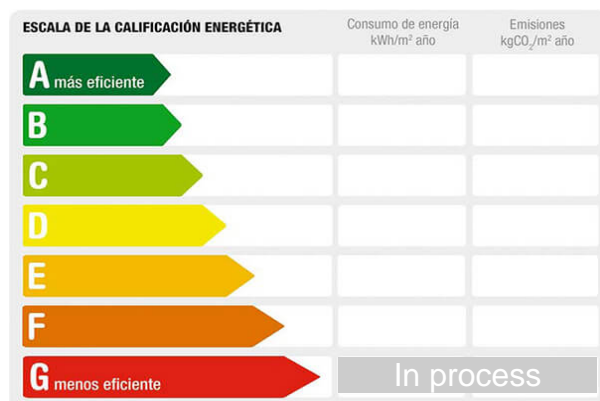 ESCALA DE LA CALIFICACIÓN ENERGÉTICA
Consumo de energía
kWh/m² año
Emisiones
kgCO₂/m² año
A más eficiente
B
C
D
E
F
G menos eficiente
In process